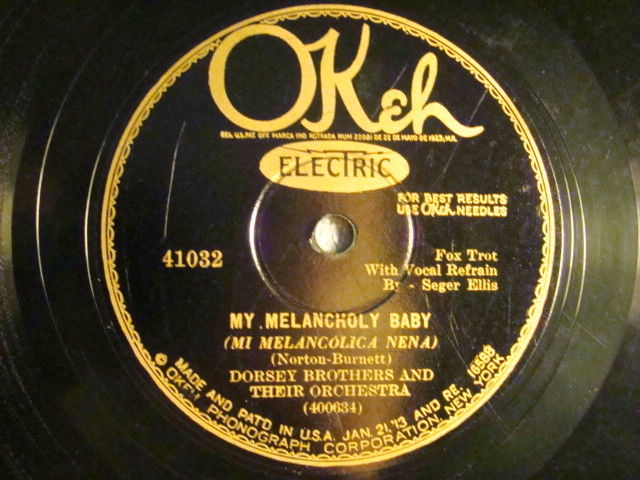 OKeh
REG. U.S. PAT. OFF. MARCA IND. RGTRADA NUM 22081 DE 22 DE MAYO DE 1923, M.R.
ELECTRIC
FOR BEST RESULTS
USE OKeh NEEDLES
41032
Fox Trot
With Vocal Refrain
By - Seger Ellis
MY MELANCHOLY BABY
(MI MELANCÓLICA NENA)
(Norton-Burnett)
DORSEY BROTHERS AND
THEIR ORCHESTRA
(400634)
MADE AND PAT'D IN U.S.A. JAN. 21, '13 AND RE. 16588
© OKEH PHONOGRAPH CORPORATION, NEW YORK